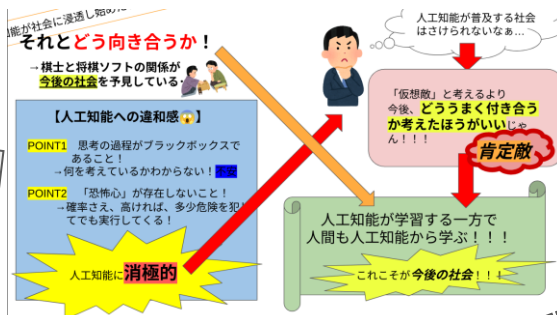 能が社会に浸透し始めた
それとどう向き合うか！
→棋士と将棋ソフトの関係が
今後の社会を予見している
【人工知能への違和感😱】
POINT1 思考の過程がブラックボックスで
あること！
→何を考えているかわからない！不安
POINT2 「恐怖心」が存在しないこと！
→確率さえ、高ければ、多少危険を犯し
てでも実行してくる！
人工知能に消極的
人工知能が普及する社会
はさけられないなぁ…
「仮想敵」と考えるより
今後、どううまく付き合う
か考えたほうがいいじゃ
ん！！！
肯定敵
人工知能が学習する一方で
人間も人工知能から学ぶ！！！
これこそが今後の社会！！！